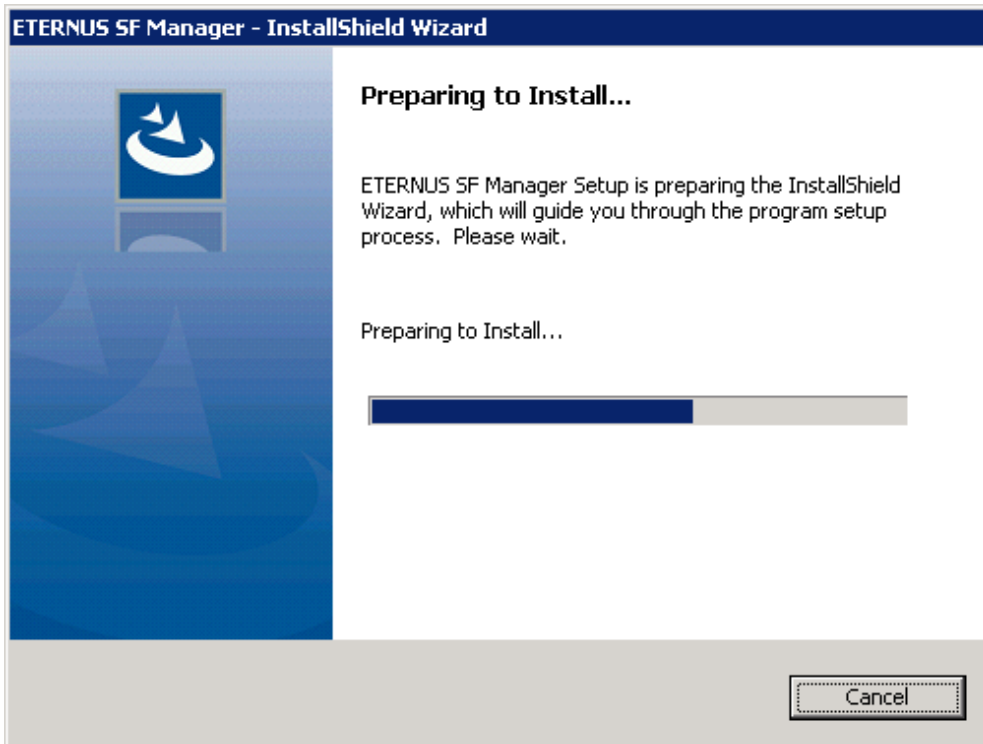 ETERNUS SF Manager - InstallShield Wizard
Preparing to Install...
ETERNUS SF Manager Setup is preparing the InstallShield
Wizard, which will guide you through the program setup
process.  Please wait.
Preparing to Install...
Cancel